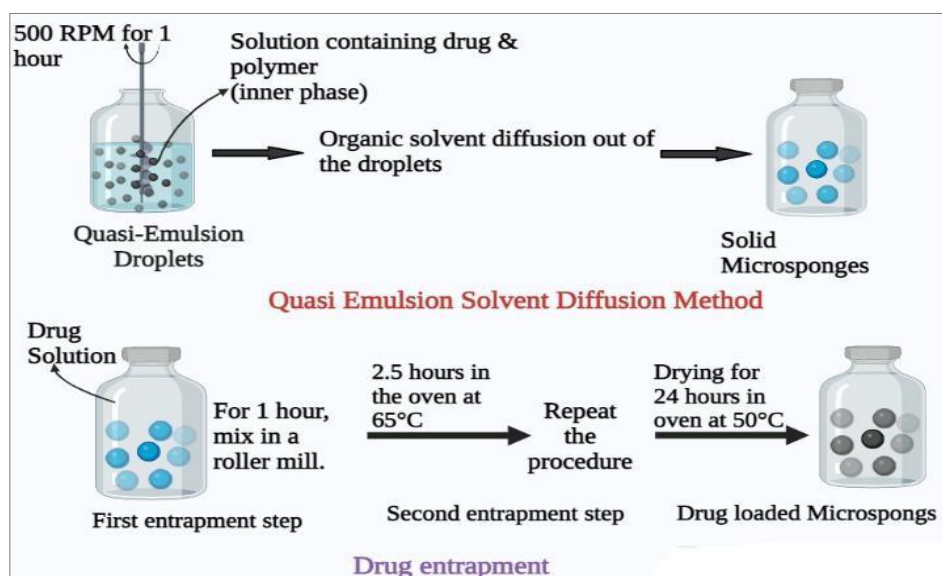 500 RPM for 1
hour
Solution containing drug &
polymer
(inner phase)
Organic solvent diffusion out of
the droplets
Quasi-Emulsion
Droplets
Solid
Microsponges
Quasi Emulsion Solvent Diffusion Method
Drug
Solution
For 1 hour,
mix in a
roller mill.
2.5 hours in
the oven at
65°C
Repeat
the
procedure
Drying for
24 hours in
oven at 50°C
First entrapment step
Second entrapment step
Drug loaded Microspongs
Drug entrapment